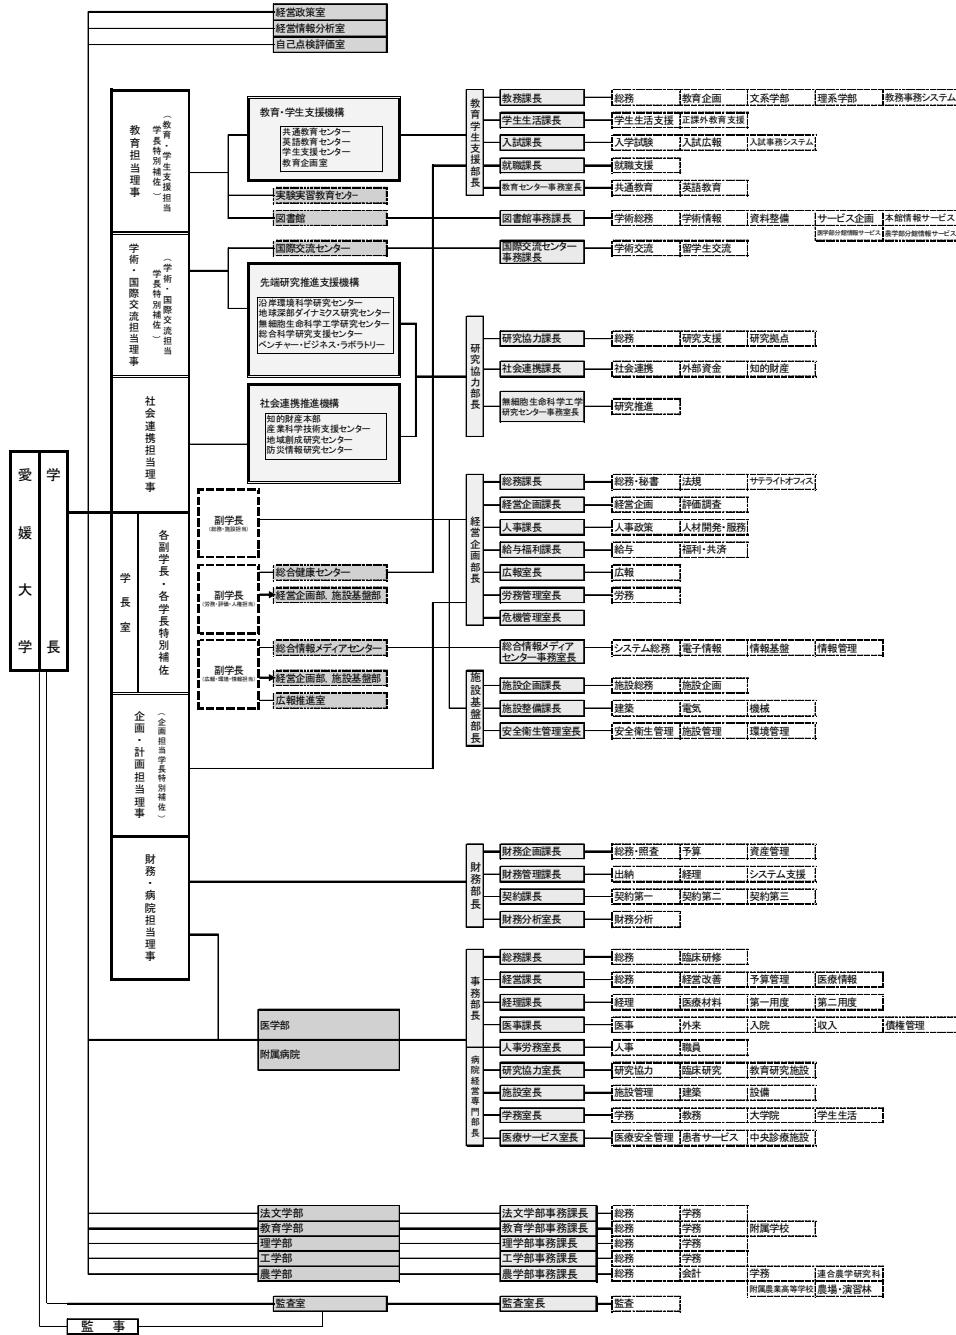 経営政策室
経営情報分析室
自己点検評価室
教育担当理事
（教育・学生支援担当
学長特別補佐）
教育・学生支援機構
共通教育センター
英語教育センター
学生支援センター
教育企画室
実験実習教育センター
図書館
教育学生支援部長
教務課長
総務
教育企画
文系学部
理系学部
教務事務システム
学生生活課長
学生生活支援
正課外教育支援
入試課長
入学試験
入試広報
入試事務システム
就職課長
就職支援
教育センター事務室長
共通教育
英語教育
図書館事務課長
学術総務
学術情報
資料整備
サービス企画
本館情報サービス
医学部分館情報サービス
農学部分館情報サービス
学術・国際交流担当理事
（学術・国際交流担当
学長特別補佐）
国際交流センター
国際交流センター
事務課長
学術交流
留学生交流
先端研究推進支援機構
沿岸環境科学研究センター
地球深部ダイナミクス研究センター
無細胞生命科学工学研究センター
総合科学研究支援センター
ベンチャー・ビジネス・ラボラトリー
研究協力部長
研究協力課長
総務
研究支援
研究拠点
社会連携課長
社会連携
外部資金
知的財産
無細胞生命科学工学
研究センター事務室長
研究推進
社会連携担当理事
社会連携推進機構
知的財産本部
産業科学技術支援センター
地域創成研究センター
防災情報研究センター
愛媛大学
学長
学長室
各副学長・各学長特別補佐
副学長
（総務・施設担当）
副学長
（労務・評価・人権担当）
総合健康センター
経営企画部，施設基盤部
副学長
（広報・環境・情報担当）
総合情報メディアセンター
経営企画部，施設基盤部
広報推進室
経営企画部長
総務課長
総務・秘書
法規
サテライトオフィス
経営企画課長
経営企画
評価調査
人事課長
人事政策
人材開発・服務
給与福利課長
給与
福利・共済
広報室長
広報
労務管理室長
労務
危機管理室長
総合情報メディア
センター事務室長
システム総務
電子情報
情報基盤
情報管理
施設基盤部長
施設企画課長
施設総務
施設企画
施設整備課長
建築
電気
機械
安全衛生管理室長
安全衛生管理
施設管理
環境管理
企画・計画担当理事
（企画担当学長特別補佐）
財務・病院担当理事
財務部長
財務企画課長
総務・照査
予算
資産管理
財務管理課長
出納
経理
システム支援
契約課長
契約第一
契約第二
契約第三
財務分析室長
財務分析
医学部
附属病院
事務部長
総務課長
総務
臨床研修
経営課長
総務
経営改善
予算管理
医療情報
経理課長
経理
医療材料
第一用度
第二用度
医事課長
医事
外来
入院
収入
債権管理
人事労務室長
人事
職員
病院経営専門部長
研究協力室長
研究協力
臨床研究
教育研究施設
施設室長
施設管理
建築
設備
学務室長
学務
教務
大学院
学生生活
医療サービス室長
医療安全管理
患者サービス
中央診療施設
法文学部
法文学部事務課長
総務
学務
教育学部
教育学部事務課長
総務
学務
附属学校
理学部
理学部事務課長
総務
学務
工学部
工学部事務課長
総務
学務
農学部
農学部事務課長
総務
会計
学務
連合農学研究科
附属農業高等学校
農場・演習林
監査室
監査室長
監査
監　事